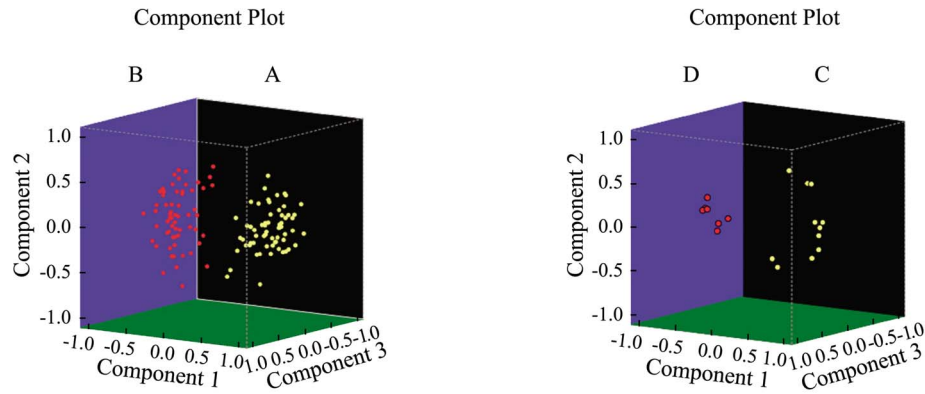 Component Plot
B A
1.0
0.5
0.0
-0.5
-1.0
Component 2
-1.0 -0.5 0.0 0.5 1.0
Component 1
1.0 0.5 0.0 -0.5 -1.0
Component 3
Component Plot
D C
1.0
0.5
0.0
-0.5
-1.0
Component 2
-1.0 -0.5 0.0 0.5 1.0
Component 1
1.0 0.5 0.0 -0.5 -1.0
Component 3